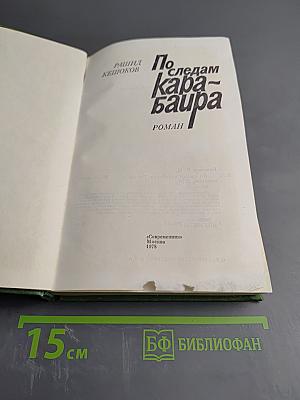 РАШИД
КЕШОКОВ
По
следам
кара-
баира
РОМАН
«Современник»
Москва
1978
15 см
БФ БИБЛИОФАН